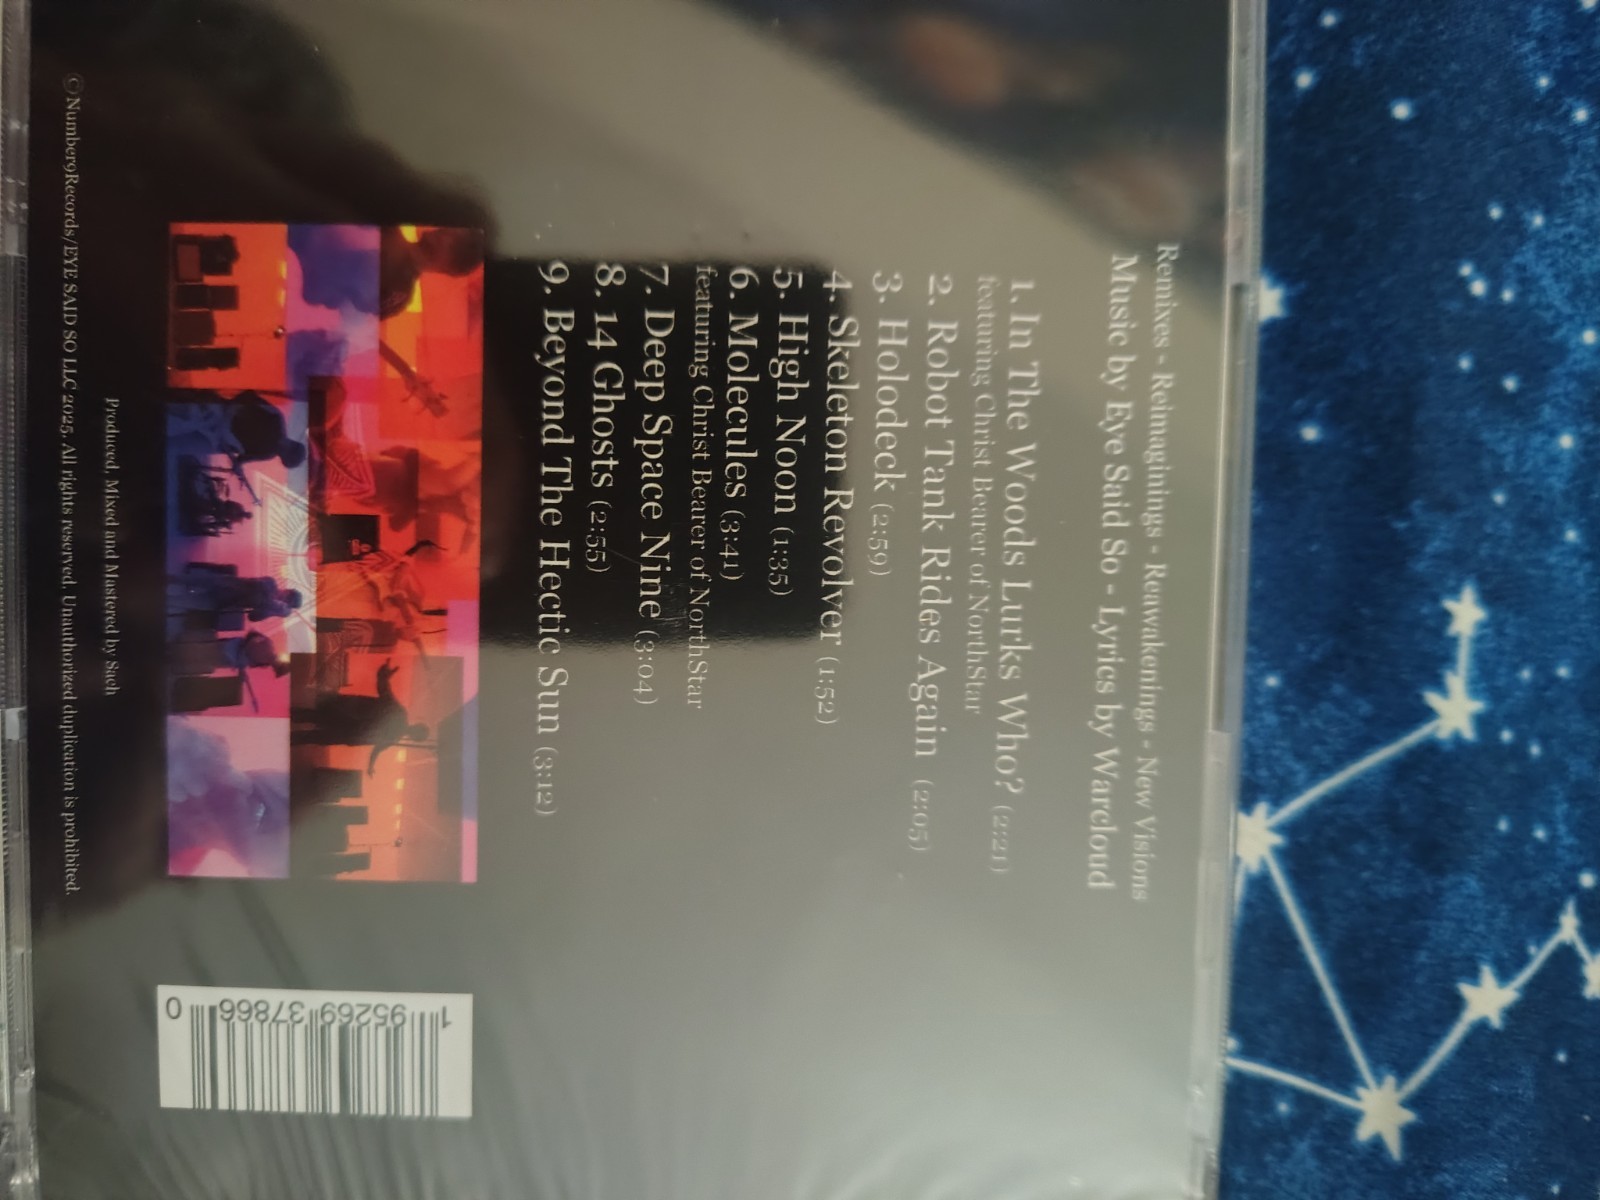 Remixes - Reimaginings - Reawakenings - New Visions
Music by Eye Said So - Lyrics by Warcloud
1. In The Woods Lurks Who? (2:21)
featuring Christ Bearer of NorthStar
2. Robot Tank Rides Again (2:05)
3. Holodeck (2:59)
4. Skeleton Revolver (1:52)
5. High Noon (1:35)
6. Molecules (3:41)
featuring Christ Bearer of NorthStar
7. Deep Space Nine (3:04)
8. 14 Ghosts (2:55)
9. Beyond The Hectic Sun (3:12)
Produced, Mixed and Mastered by Sach
©Number9Records/EYE SAID SO LLC 2025. All rights reserved. Unauthorized duplication is prohibited.
1 95269 37866 0